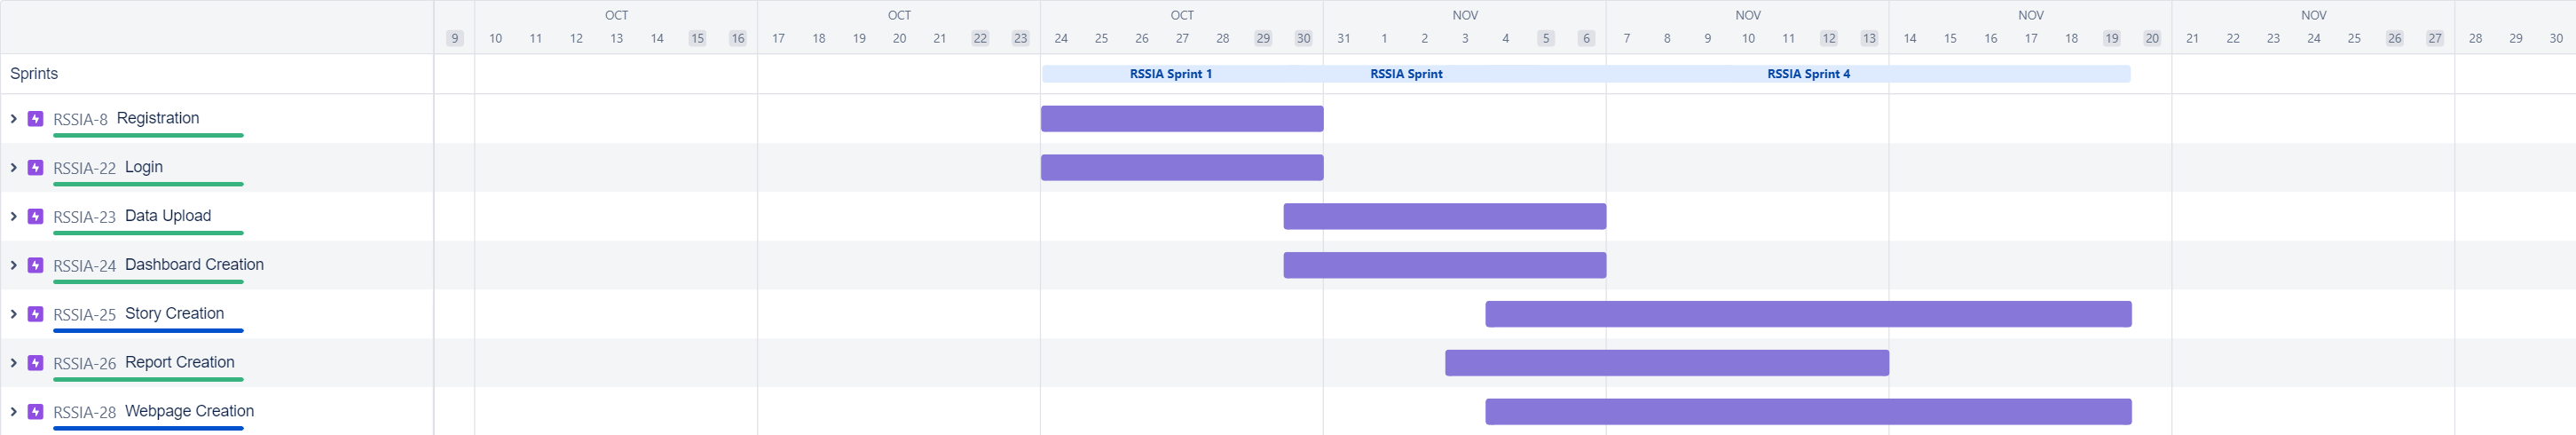 OCT OCT OCT NOV NOV NOV NOV
9 10 11 12 13 14 15 16 17 18 19 20 21 22 23 24 25 26 27 28 29 30 31 1 2 3 4 5 6 7 8 9 10 11 12 13 14 15 16 17 18 19 20 21 22 23 24 25 26 27 28 29 30
Sprints RSSIA Sprint 1 RSSIA Sprint RSSIA Sprint 4
RSSIA-8 Registration
RSSIA-22 Login
RSSIA-23 Data Upload
RSSIA-24 Dashboard Creation
RSSIA-25 Story Creation
RSSIA-26 Report Creation
RSSIA-28 Webpage Creation